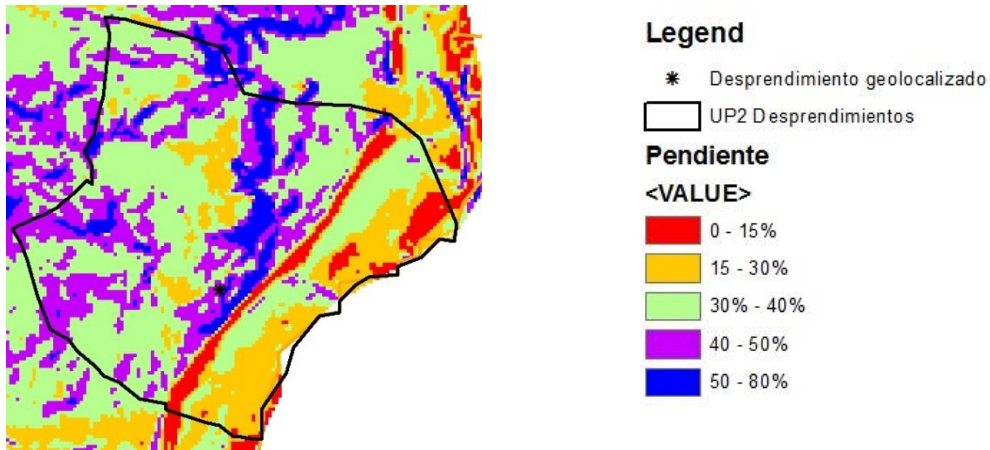 Legend
Desprendimiento geolocalizado
UP2 Desprendimientos
Pendiente
<VALUE>
0 - 15%
15 - 30%
30% - 40%
40 - 50%
50 - 80%